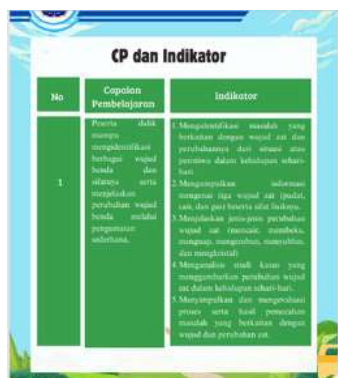 CP dan Indikator
No
Capaian
Pembelajaran
Indikator
1
Peserta didik
mampu
mengidentifikasi
berbagai wujud
benda dan
sifatnya serta
menjelaskan
perubahan wujud
benda melalui
pengamatan
sederhana.
1. Mengidentifikasi masalah yang
berkaitan dengan wujud zat dan
perubahannya dari situasi atau
peristiwa dalam kehidupan sehari-
hari.
2. Mengumpulkan informasi
mengenai tiga wujud zat (padat,
cair, dan gas) beserta sifat fisiknya.
3. Menjelaskan jenis-jenis perubahan
wujud zat (mencair, membeku,
menguap, mengembun, menyublim,
dan mengkristal)
4. Menganalisis studi kasus yang
menggambarkan perubahan wujud
zat dalam kehidupan sehari-hari.
5. Menyimpulkan dan mengevaluasi
proses serta hasil pemecahan
masalah yang berkaitan dengan
wujud dan perubahan zat.